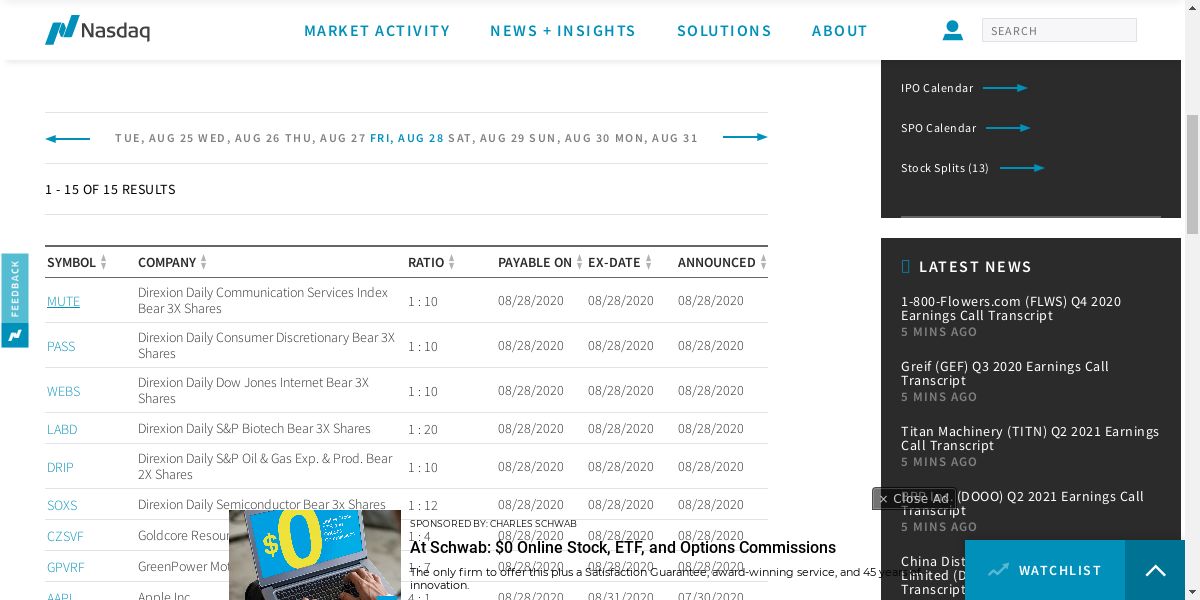 Nasdaq
MARKET ACTIVITY NEWS + INSIGHTS SOLUTIONS ABOUT SEARCH
TUE, AUG 25 WED, AUG 26 THU, AUG 27 FRI, AUG 28 SAT, AUG 29 SUN, AUG 30 MON, AUG 31
1 - 15 OF 15 RESULTS
SYMBOL COMPANY RATIO PAYABLE ON EX-DATE ANNOUNCED
MUTE Direxion Daily Communication Services Index Bear 3X Shares 1 : 10 08/28/2020 08/28/2020 08/28/2020
PASS Direxion Daily Consumer Discretionary Bear 3X Shares 1 : 10 08/28/2020 08/28/2020 08/28/2020
WEBS Direxion Daily Dow Jones Internet Bear 3X Shares 1 : 10 08/28/2020 08/28/2020 08/28/2020
LABD Direxion Daily S&P Biotech Bear 3X Shares 1 : 20 08/28/2020 08/28/2020 08/28/2020
DRIP Direxion Daily S&P Oil & Gas Exp. & Prod. Bear 2X Shares 1 : 10 08/28/2020 08/28/2020 08/28/2020
SOXS Direxion Daily Semiconductor Bear 3x Shares 1 : 12 08/28/2020 08/28/2020 08/28/2020
CZSVF Goldcore 1 : 4 08/28/2020 08/28/2020 08/28/2020
GPVRF GreenPower 1 : 7 08/28/2020 08/28/2020 08/28/2020
AAPL Apple Inc. 4 : 1 08/28/2020 08/31/2020 07/30/2020
FEEDBACK
$0
SPONSORED BY: CHARLES SCHWAB
At Schwab: $0 Online Stock, ETF, and Options Commissions
The only firm to offer this plus a Satisfaction Guarantee, award-winning service, and 45 years
innovation.
× Close Ad
IPO Calendar
SPO Calendar
Stock Splits (13)
LATEST NEWS
1-800-Flowers.com (FLWS) Q4 2020
Earnings Call Transcript
5 MINS AGO
Greif (GEF) Q3 2020 Earnings Call
Transcript
5 MINS AGO
Titan Machinery (TITN) Q2 2021 Earnings
Call Transcript
5 MINS AGO
(DOOO) Q2 2021 Earnings Call
Transcript
5 MINS AGO
China
Limited
Transcript
WATCHLIST